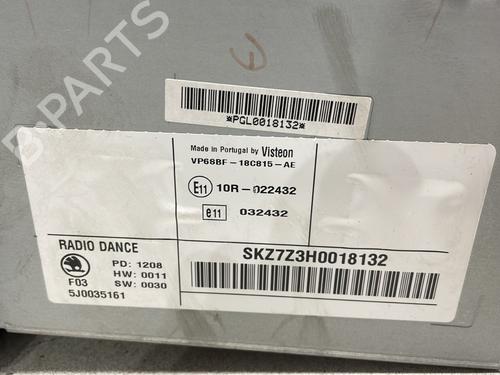 *PGL0018132*
Made in Portugal by Visteon
VP6BBF-18C815-AE
E11 10R-022432
e11 032432
RADIO DANCE
PD: 1208
HW: 0011
F03 SW: 0030
5J0035161
SKZ7Z3H0018132
B-PARTS